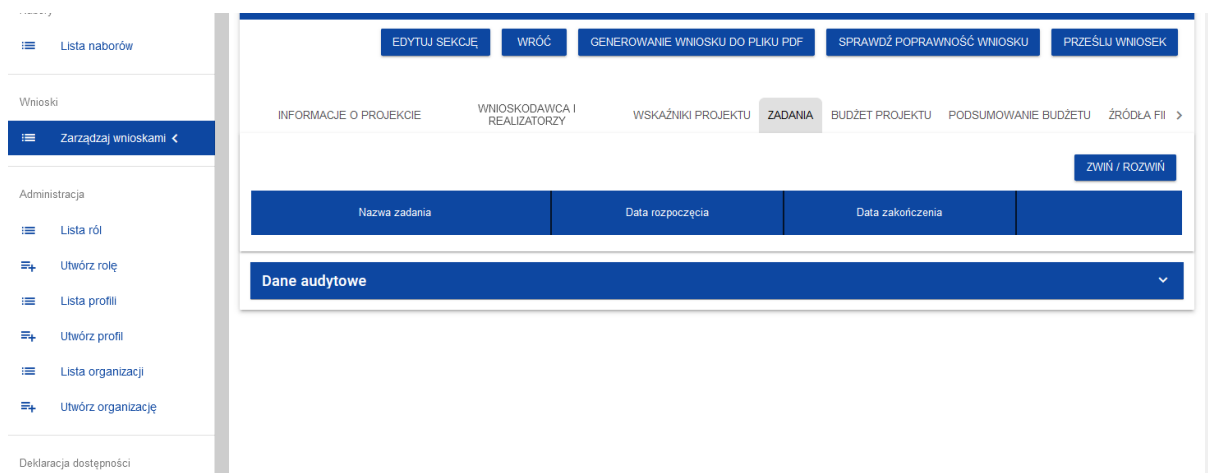 Lista naborów
EDYTUJ SEKCJĘ WRÓĆ GENEROWANIE WNIOSKU DO PLIKU PDF SPRAWDŹ POPRAWNOŚĆ WNIOSKU PRZEŚLIJ WNIOSEK
Wnioski
INFORMACJE O PROJEKCIE WNIOSKODAWCA I
REALIZATORZY WSKAŹNIKI PROJEKTU ZADANIA BUDŻET PROJEKTU PODSUMOWANIE BUDŻETU ŹRÓDŁA FII
Zarządzaj wnioskami
ZWIŃ / ROZWIŃ
Administracja
Nazwa zadania Data rozpoczęcia Data zakończenia
Lista ról
Utwórz rolę
Dane audytowe
Lista profili
Utwórz profil
Lista organizacji
Utwórz organizację
Deklaracja dostępności